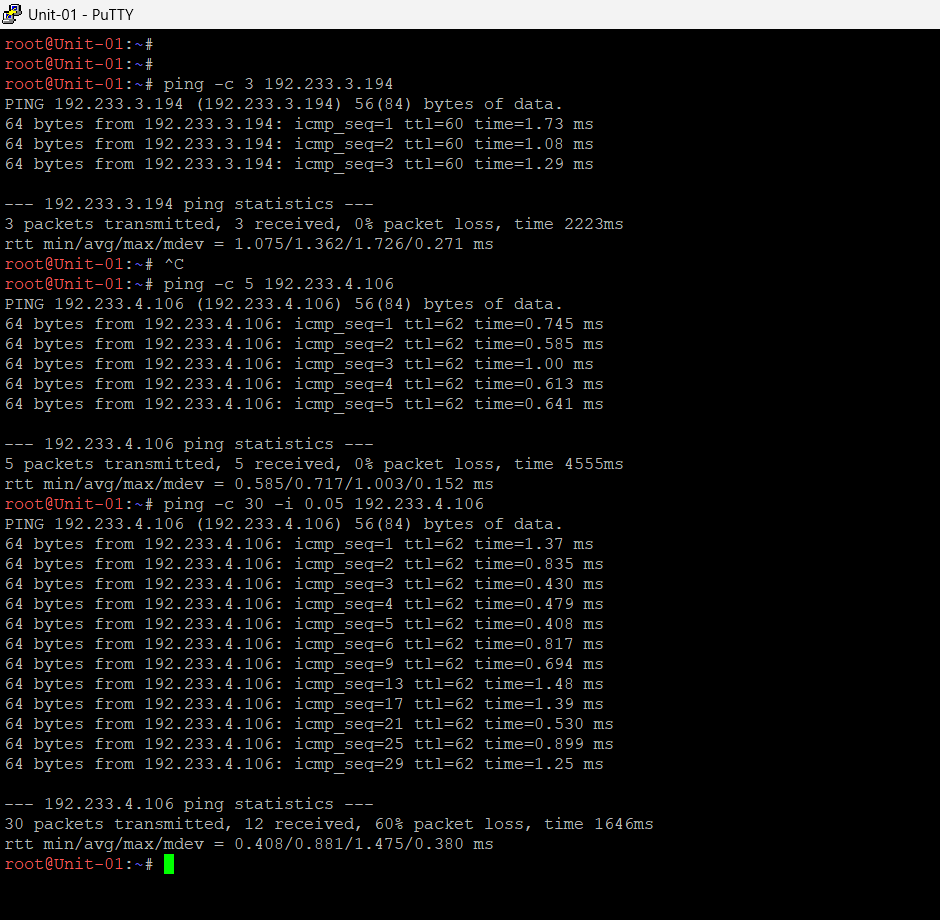 Unit-01 - PuTTY
root@Unit-01:~#
root@Unit-01:~#
root@Unit-01:~# ping -c 3 192.233.3.194
PING 192.233.3.194 (192.233.3.194) 56(84) bytes of data.
64 bytes from 192.233.3.194: icmp_seq=1 ttl=60 time=1.73 ms
64 bytes from 192.233.3.194: icmp_seq=2 ttl=60 time=1.08 ms
64 bytes from 192.233.3.194: icmp_seq=3 ttl=60 time=1.29 ms
--- 192.233.3.194 ping statistics ---
3 packets transmitted, 3 received, 0% packet loss, time 2223ms
rtt min/avg/max/mdev = 1.075/1.362/1.726/0.271 ms
root@Unit-01:~# ^C
root@Unit-01:~# ping -c 5 192.233.4.106
PING 192.233.4.106 (192.233.4.106) 56(84) bytes of data.
64 bytes from 192.233.4.106: icmp_seq=1 ttl=62 time=0.745 ms
64 bytes from 192.233.4.106: icmp_seq=2 ttl=62 time=0.585 ms
64 bytes from 192.233.4.106: icmp_seq=3 ttl=62 time=1.00 ms
64 bytes from 192.233.4.106: icmp_seq=4 ttl=62 time=0.613 ms
64 bytes from 192.233.4.106: icmp_seq=5 ttl=62 time=0.641 ms
--- 192.233.4.106 ping statistics ---
5 packets transmitted, 5 received, 0% packet loss, time 4555ms
rtt min/avg/max/mdev = 0.585/0.717/1.003/0.152 ms
root@Unit-01:~# ping -c 30 -i 0.05 192.233.4.106
PING 192.233.4.106 (192.233.4.106) 56(84) bytes of data.
64 bytes from 192.233.4.106: icmp_seq=1 ttl=62 time=1.37 ms
64 bytes from 192.233.4.106: icmp_seq=2 ttl=62 time=0.835 ms
64 bytes from 192.233.4.106: icmp_seq=3 ttl=62 time=0.430 ms
64 bytes from 192.233.4.106: icmp_seq=4 ttl=62 time=0.479 ms
64 bytes from 192.233.4.106: icmp_seq=5 ttl=62 time=0.408 ms
64 bytes from 192.233.4.106: icmp_seq=6 ttl=62 time=0.817 ms
64 bytes from 192.233.4.106: icmp_seq=9 ttl=62 time=0.694 ms
64 bytes from 192.233.4.106: icmp_seq=13 ttl=62 time=1.48 ms
64 bytes from 192.233.4.106: icmp_seq=17 ttl=62 time=1.39 ms
64 bytes from 192.233.4.106: icmp_seq=21 ttl=62 time=0.530 ms
64 bytes from 192.233.4.106: icmp_seq=25 ttl=62 time=0.899 ms
64 bytes from 192.233.4.106: icmp_seq=29 ttl=62 time=1.25 ms
--- 192.233.4.106 ping statistics ---
30 packets transmitted, 12 received, 60% packet loss, time 1646ms
rtt min/avg/max/mdev = 0.408/0.881/1.475/0.380 ms
root@Unit-01:~#